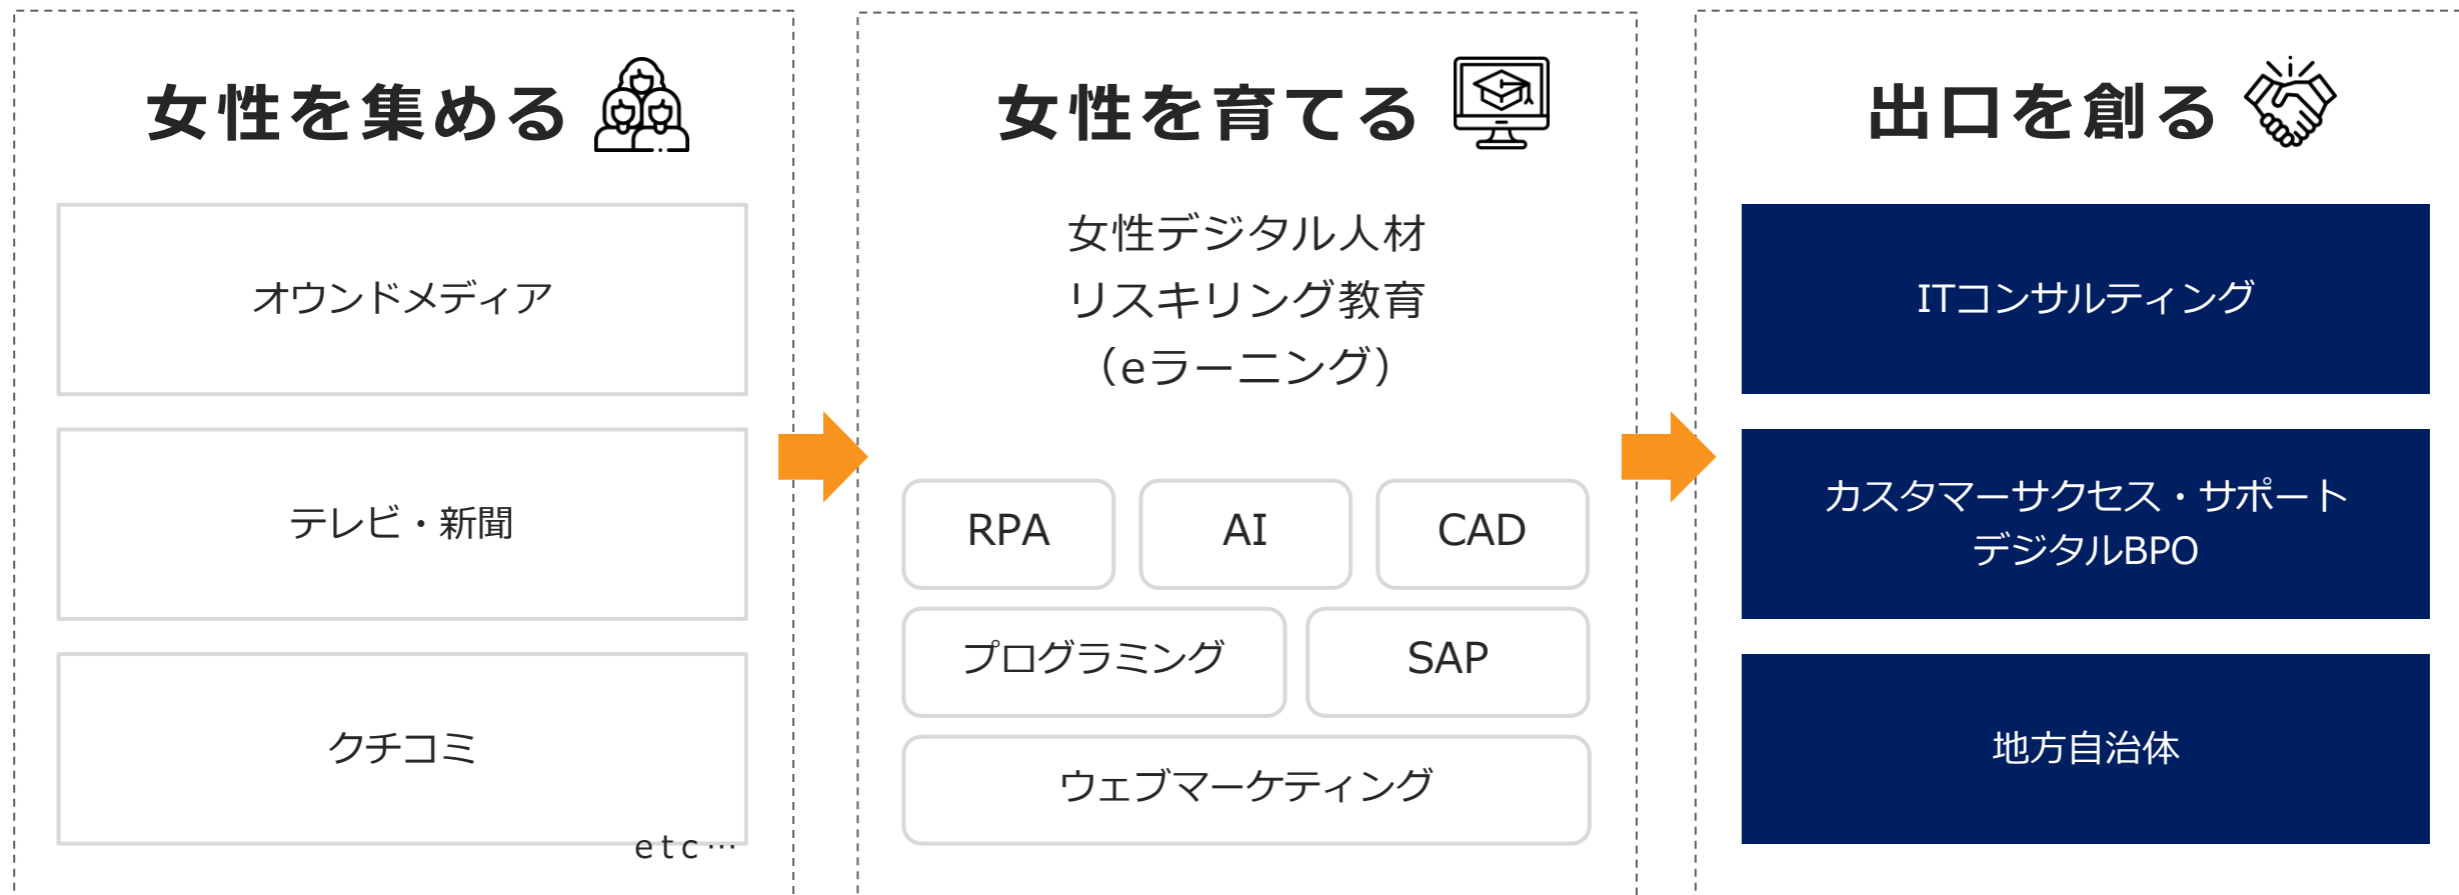 女性を集める
オウンドメディア
テレビ・新聞
クチコミ
etc…
女性を育てる
女性デジタル人材
リスキリング教育
（eラーニング）
RPA
AI
CAD
プログラミング
SAP
ウェブマーケティング
出口を創る
ITコンサルティング
カスタマーサクセス・サポート
デジタルBPO
地方自治体